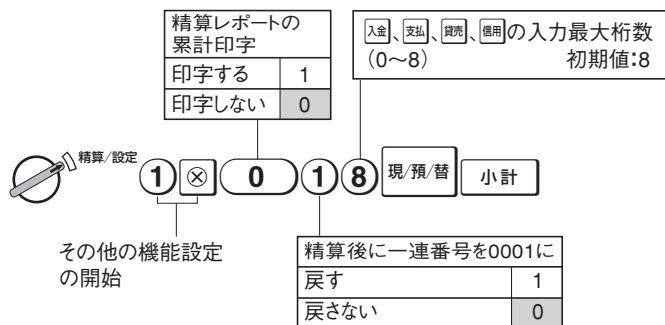 精算レポートの
累計印字
印字する 1
印字しない 0
入金、支払、貸売、信用の入力最大桁数
(0〜8) 初期値:8
精算/設定
1 ⊗ 0 1 8 現/預/替 小計
その他の機能設定
の開始
精算後に一連番号を0001に
戻す 1
戻さない 0